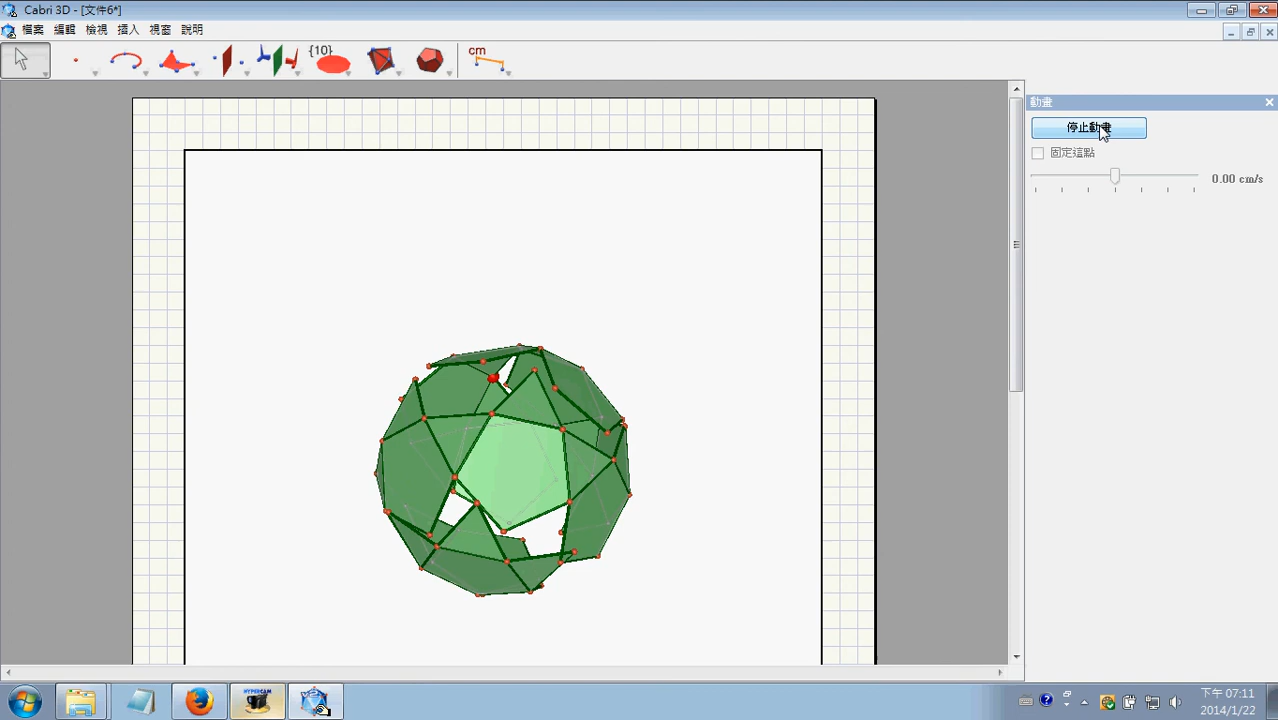 Cabri 3D - [文件6*]
檔案 編輯 檢視 插入 視窗 說明
{10}
cm
動畫
停止動畫
固定這點
0.00 cm/s
HYPERCAM
下午 07:11
2014/1/22